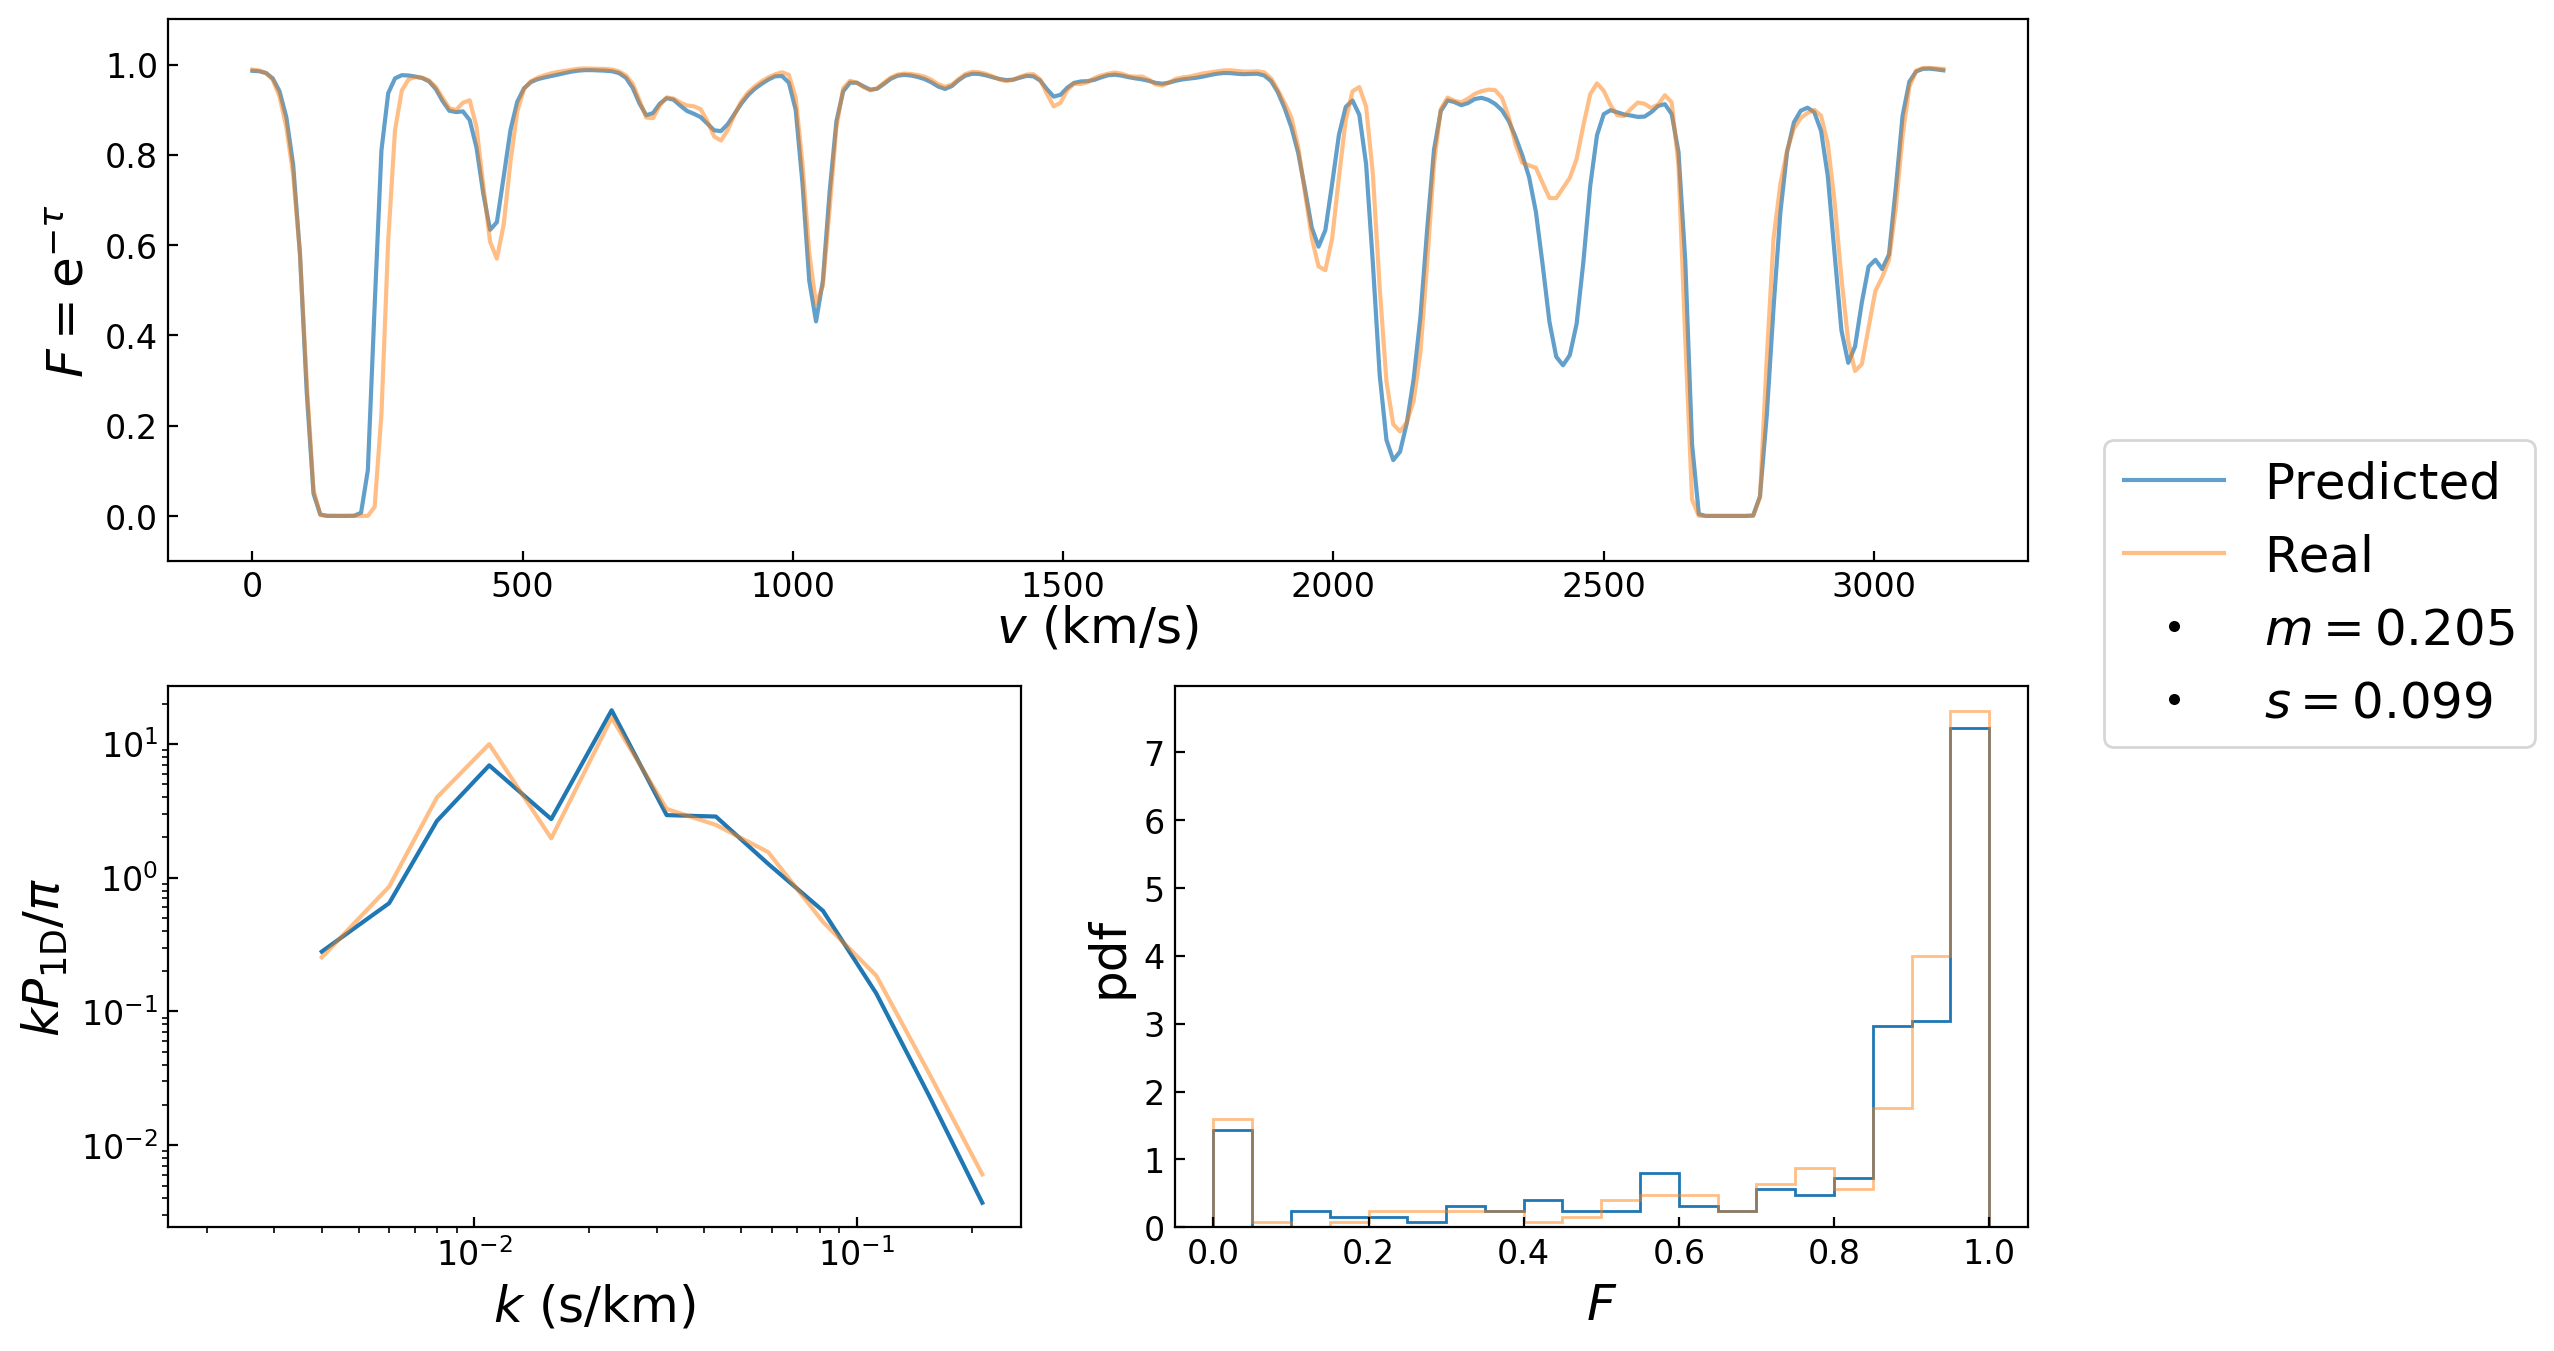 F = e^{−τ}
1.0
0.8
0.6
0.4
0.2
0.0
0 500 1000 1500 2000 2500 3000
v (km/s)
Predicted
Real
m = 0.205
s = 0.099
kP_{1D}/π
10^1
10^0
10^{−1}
10^{−2}
10^{−2} 10^{−1}
k (s/km)
pdf
7
6
5
4
3
2
1
0
0.0 0.2 0.4 0.6 0.8 1.0
F